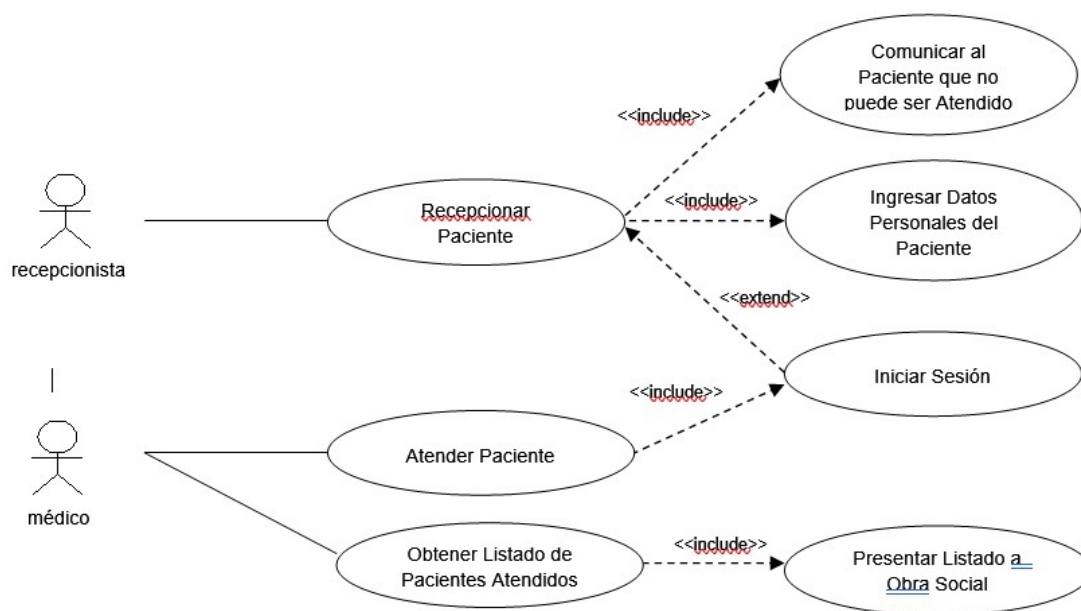 Comunicar al
Paciente que no
puede ser Atendido
<<include>>
Recepcionar
Paciente
<<include>>
Ingresar Datos
Personales del
Paciente
recepcionista
<<extend>>
Iniciar Sesión
<<include>>
Atender Paciente
médico
Obtener Listado de
Pacientes Atendidos
<<include>>
Presentar Listado a
Obra Social